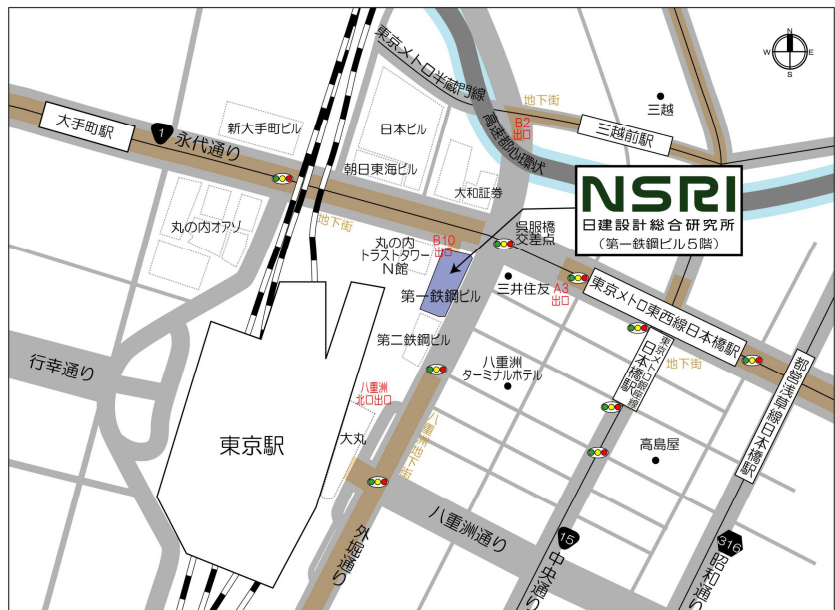 N
W E
S
東京メトロ半蔵門線
地下街
三越
B2
出口
三越前駅
高速都心環状
大手町駅
1
永代通り
新大手町ビル
日本ビル
朝日東海ビル
大和証券
NSRI
日建設計総合研究所
(第一鉄鋼ビル5階)
丸の内オアゾ
地下街
丸の内
トラストタワー
N館
B10
出口
呉服橋
交差点
第一鉄鋼ビル
三井住友
A3
出口
東京メトロ東西線日本橋駅
第二鉄鋼ビル
行幸通り
八重洲
ターミナルホテル
東京メトロ銀座線
日本橋駅
地下街
都営浅草線日本橋駅
八重洲
北口出口
大丸
八重洲地下街
東京駅
高島屋
八重洲通り
外堀通り
15
中央通り
316
昭和通り